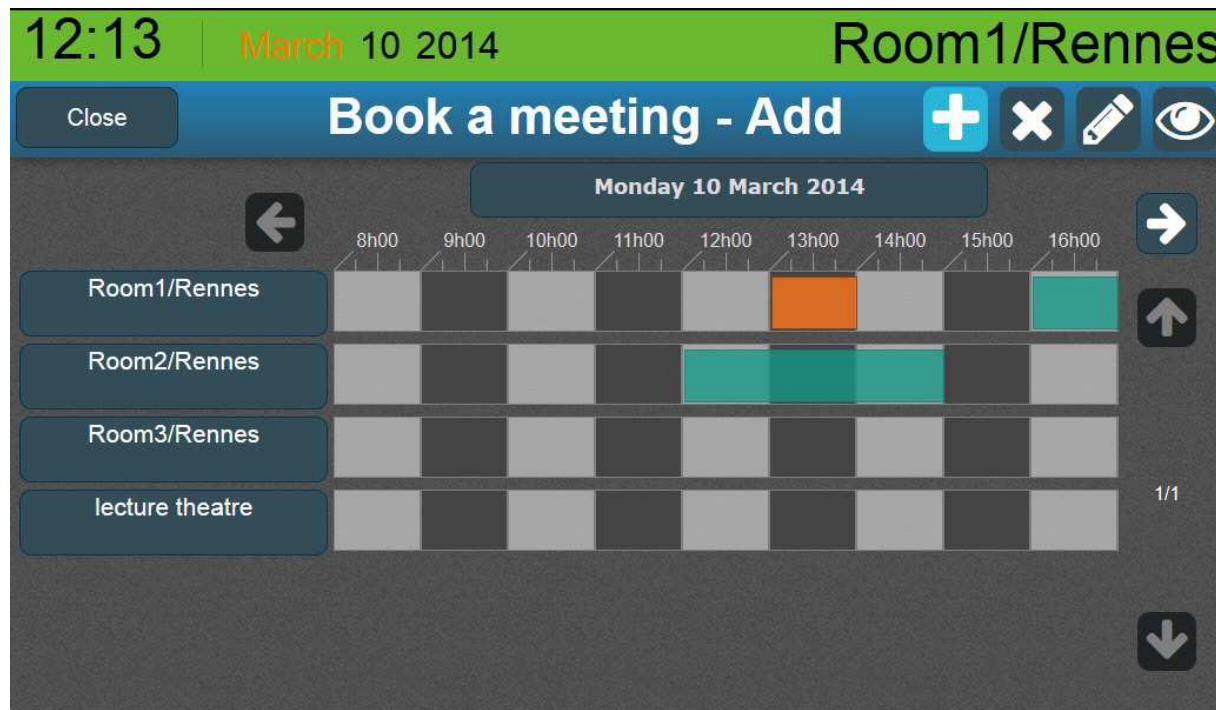 12:13 March 10 2014 Room1/Rennes
Close Book a meeting - Add
Monday 10 March 2014
8h00 9h00 10h00 11h00 12h00 13h00 14h00 15h00 16h00
Room1/Rennes
Room2/Rennes
Room3/Rennes
lecture theatre
1/1